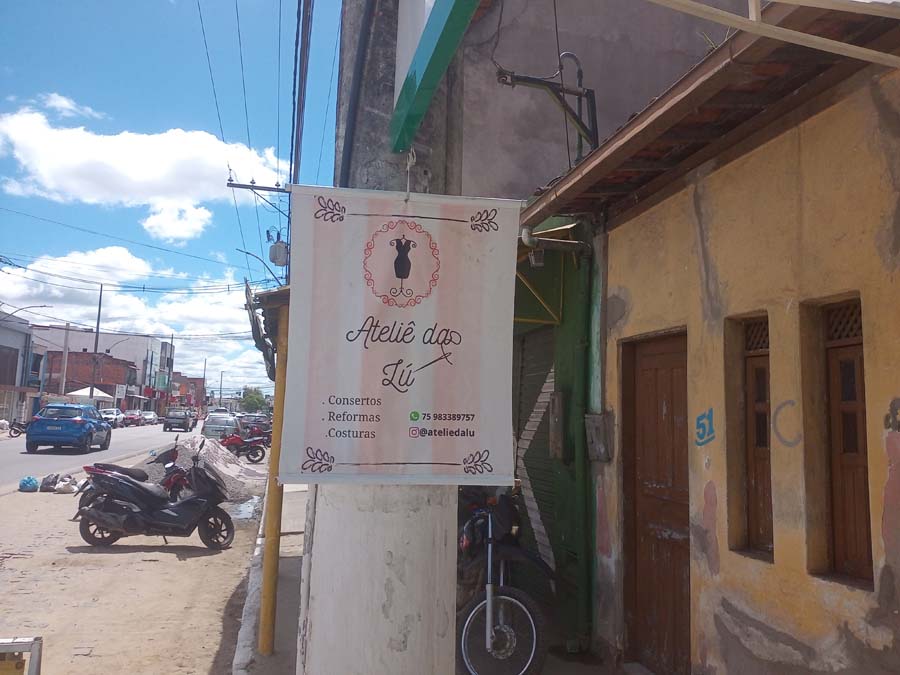 Ateliê da
Lú
. Consertos
. Reformas
.Costuras
75 983389757
@ateliedalu
51
C